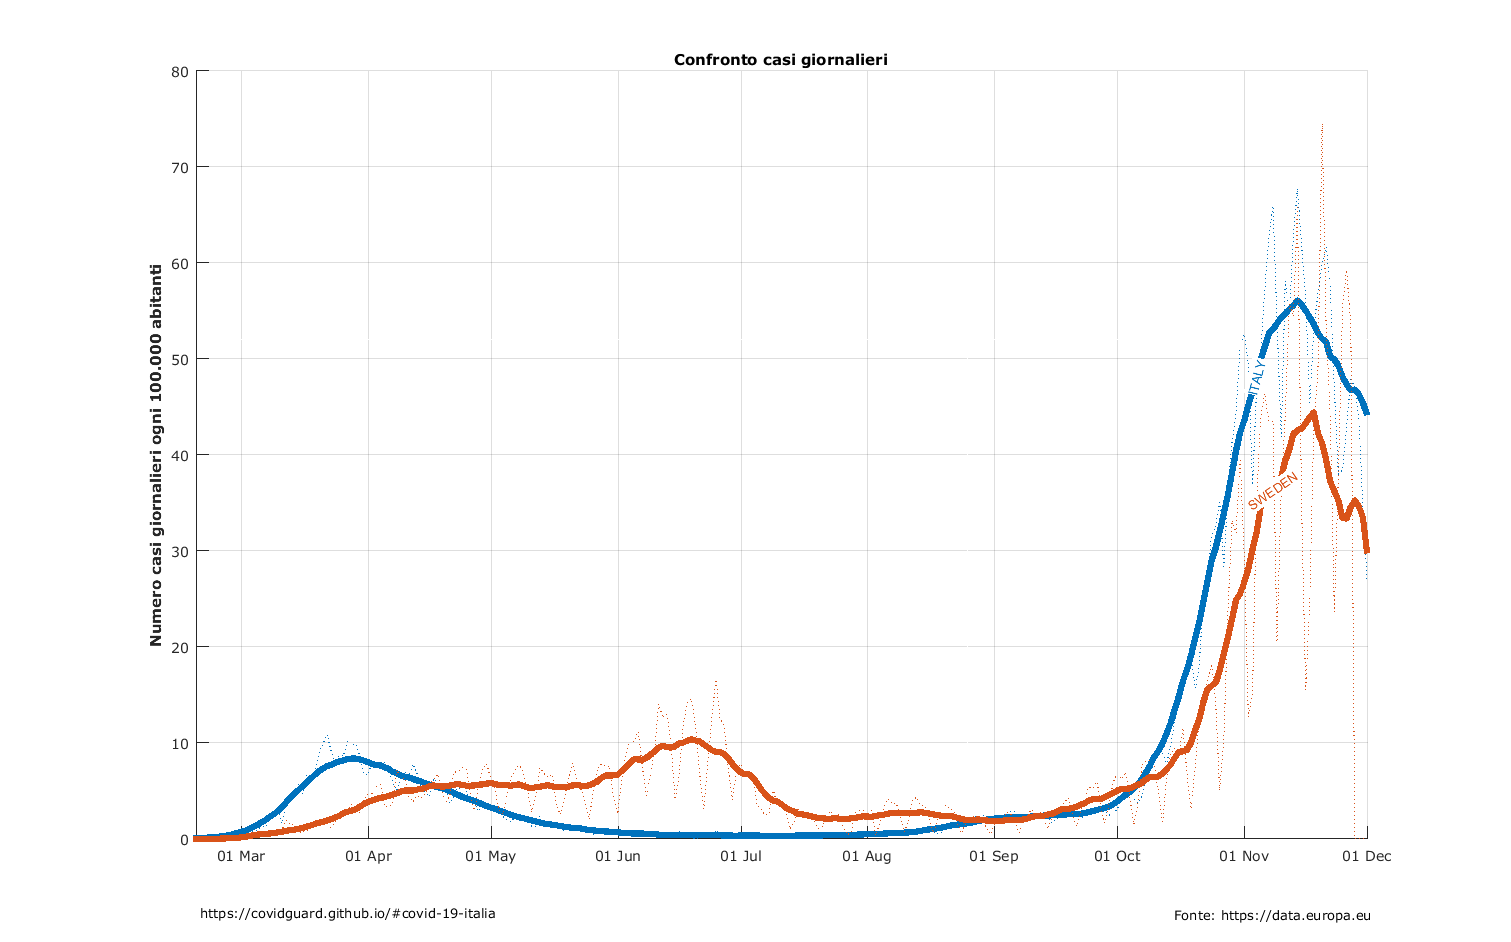 Confronto casi giornalieri
Numero casi giornalieri ogni 100.000 abitanti
80
70
60
50
40
30
20
10
0
ITALY
SWEDEN
01 Mar
01 Apr
01 May
01 Jun
01 Jul
01 Aug
01 Sep
01 Oct
01 Nov
01 Dec
https://covidguard.github.io/#covid-19-italia
Fonte: https://data.europa.eu